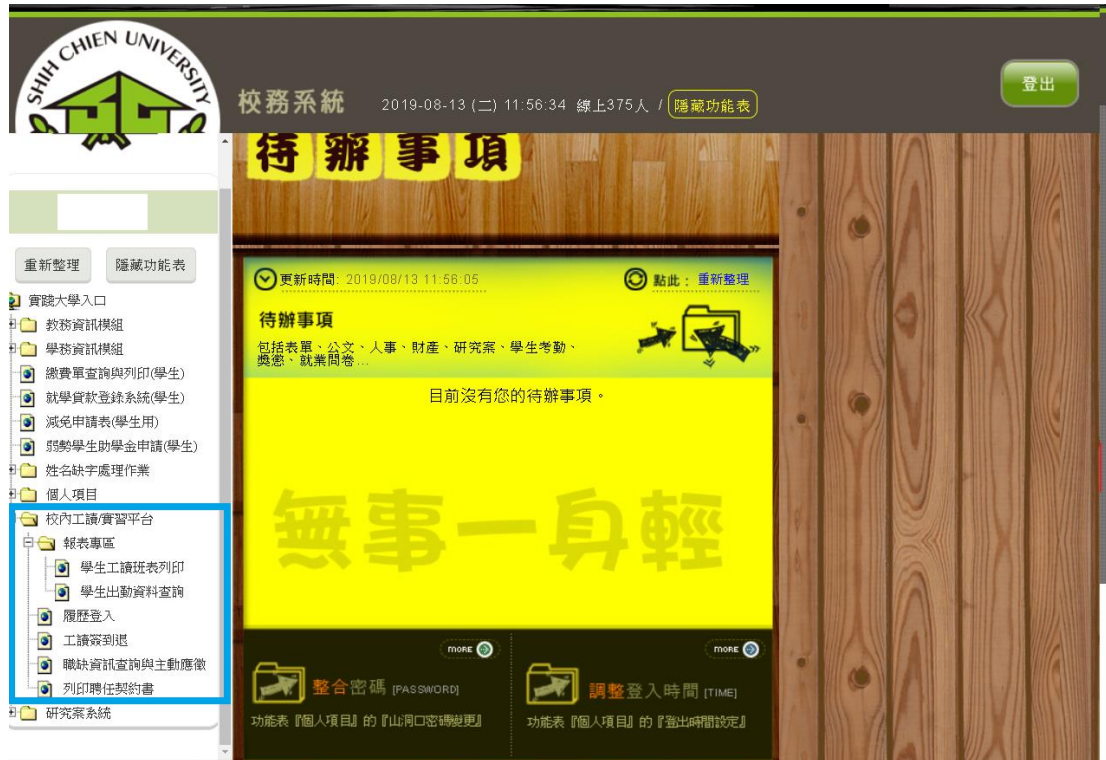 SHIH CHIEN UNIVERSITY
校務系統 2019-08-13 (二) 11:56:34 線上375人 / 隱藏功能表
登出
待辦事項
重新整理 隱藏功能表
實踐大學入口
教務資訊模組
學務資訊模組
繳費單查詢與列印(學生)
就學貸款登錄系統(學生)
減免申請表(學生用)
弱勢學生助學金申請(學生)
姓名缺字處理作業
個人項目
校內工讀/實習平台
報表專區
學生工讀班表列印
學生出勤資料查詢
履歷登入
工讀簽到退
職缺資訊查詢與主動應徵
列印聘任契約書
研究案系統
更新時間: 2019/08/13 11:56:05
點此： 重新整理
待辦事項
包括表單、公文、人事、財產、研究案、學生考勤、
獎懲、就業問卷...
目前沒有您的待辦事項。
無事一身輕
MORE
整合密碼 [PASSWORD]
功能表『個人項目』的『山洞口密碼變更』
MORE
調整登入時間 [TIME]
功能表『個人項目』的『登出時間設定』